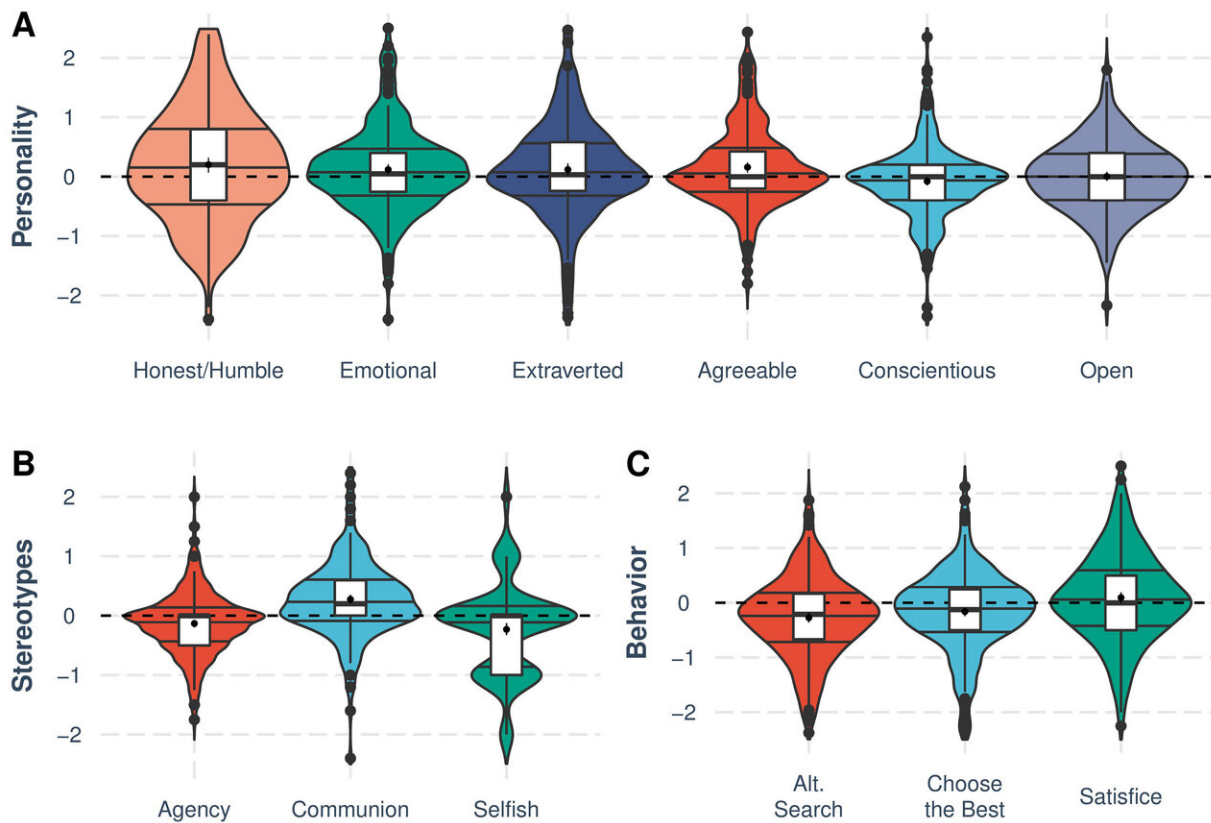 A
Personality
2
1
0
−1
−2
Honest/Humble
Emotional
Extraverted
Agreeable
Conscientious
Open
B
Stereotypes
2
1
0
−1
−2
Agency
Communion
Selfish
C
Behavior
2
1
0
−1
−2
Alt.
Search
Choose
the Best
Satisfice